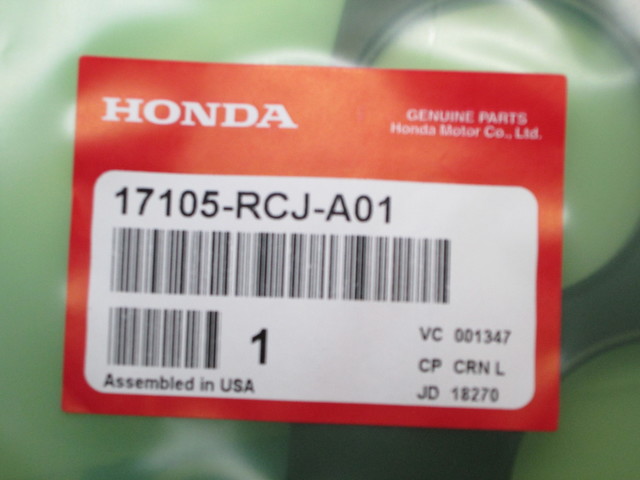 HONDA
GENUINE PARTS
Honda Motor Co., Ltd.
17105-RCJ-A01
1
VC 001347
CP CRN L
JD 18270
Assembled in USA